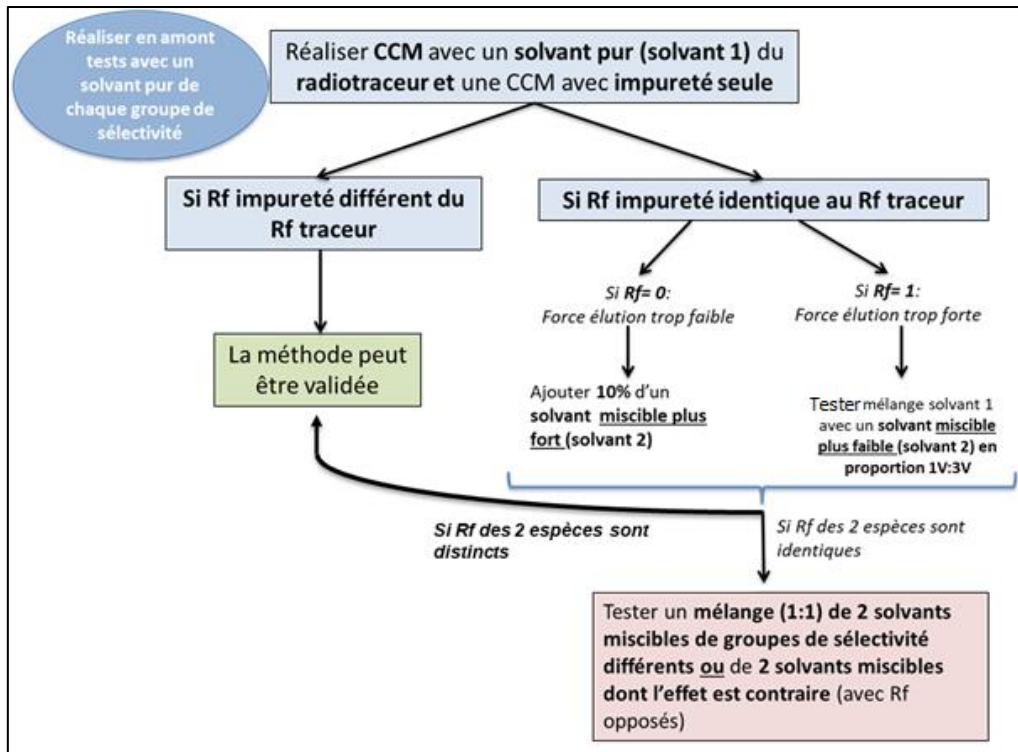 Réaliser en amont
tests avec un
solvant pur de
chaque groupe de
sélectivité
Réaliser CCM avec un solvant pur (solvant 1) du
radiotraceur et une CCM avec impureté seule
Si Rf impureté différent du
Rf traceur
Si Rf impureté identique au Rf traceur
Si Rf= 0:
Force élution trop faible
Si Rf= 1:
Force élution trop forte
La méthode peut
être validée
Ajouter 10% d’un
solvant miscible plus
fort (solvant 2)
Tester mélange solvant 1
avec un solvant miscible
plus faible (solvant 2) en
proportion 1V:3V
Si Rf des 2 espèces sont
distincts
Si Rf des 2 espèces sont
identiques
Tester un mélange (1:1) de 2 solvants
miscibles de groupes de sélectivité
différents ou de 2 solvants miscibles
dont l’effet est contraire (avec Rf
opposés)